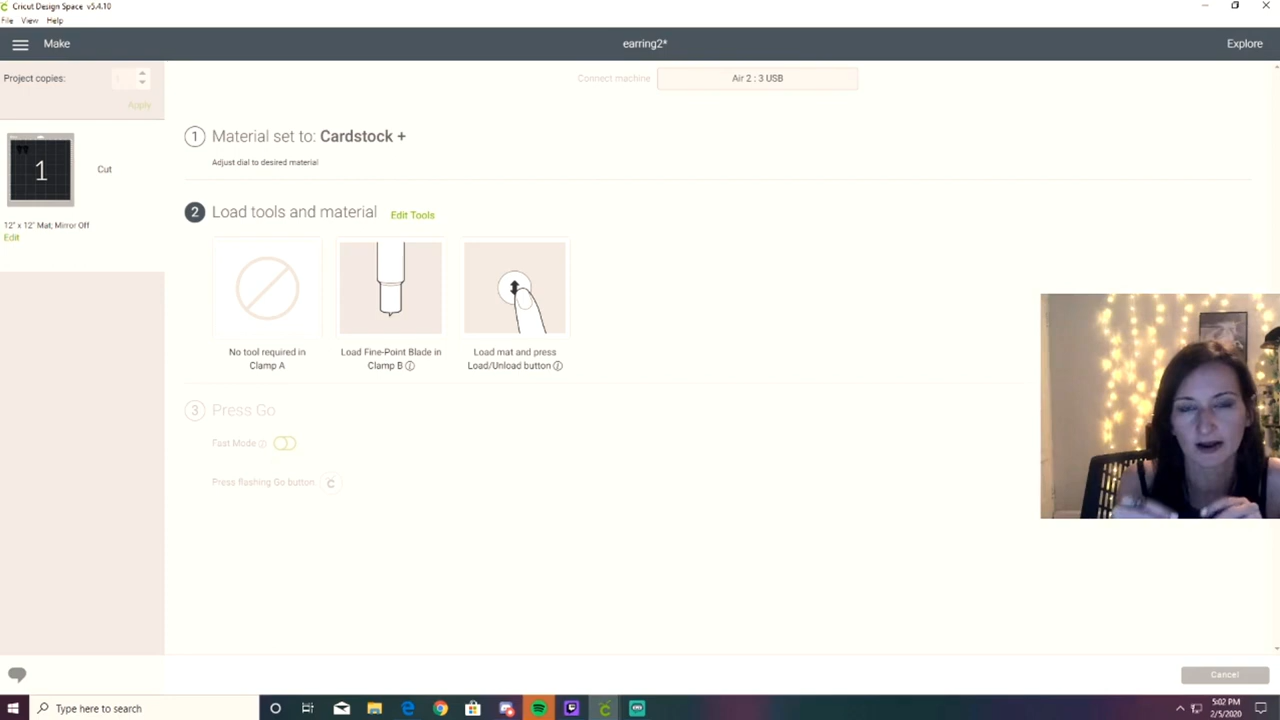 Cricut Design Space v5.4.10
File View Help
Make
earring2*
Explore
Project copies:
Apply
Connect machine
Air 2 : 3 USB
1 Material set to: Cardstock +
Adjust dial to desired material
1
Cut
12" x 12" Mat, Mirror Off
Edit
2 Load tools and material Edit Tools
No tool required in
Clamp A
Load Fine-Point Blade in
Clamp B
Load mat and press
Load/Unload button
3 Press Go
Fast Mode
Press flashing Go button
Cancel
Type here to search
5:02 PM
2/5/2020